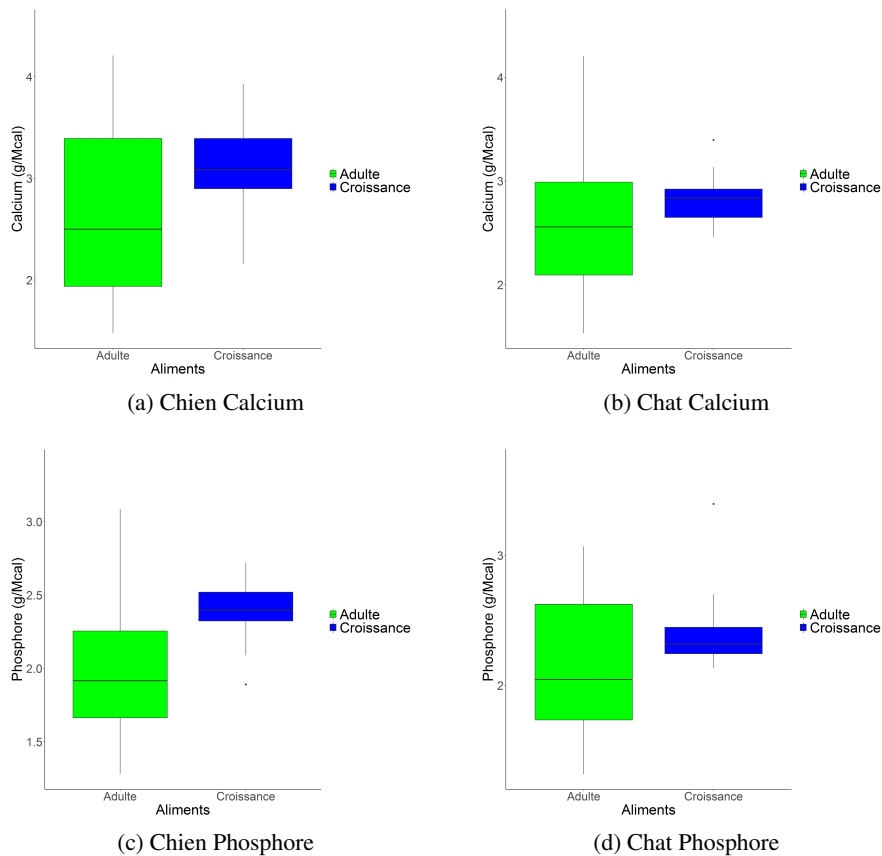 4
3
2
Calcium (g/Mcal)
Adulte
Croissance
Aliments
Adulte
Croissance
(a) Chien Calcium
4
3
2
Calcium (g/Mcal)
Adulte
Croissance
Aliments
Adulte
Croissance
(b) Chat Calcium
3.0
2.5
2.0
1.5
Phosphore (g/Mcal)
Adulte
Croissance
Aliments
Adulte
Croissance
(c) Chien Phosphore
3
2
Phosphore (g/Mcal)
Adulte
Croissance
Aliments
Adulte
Croissance
(d) Chat Phosphore